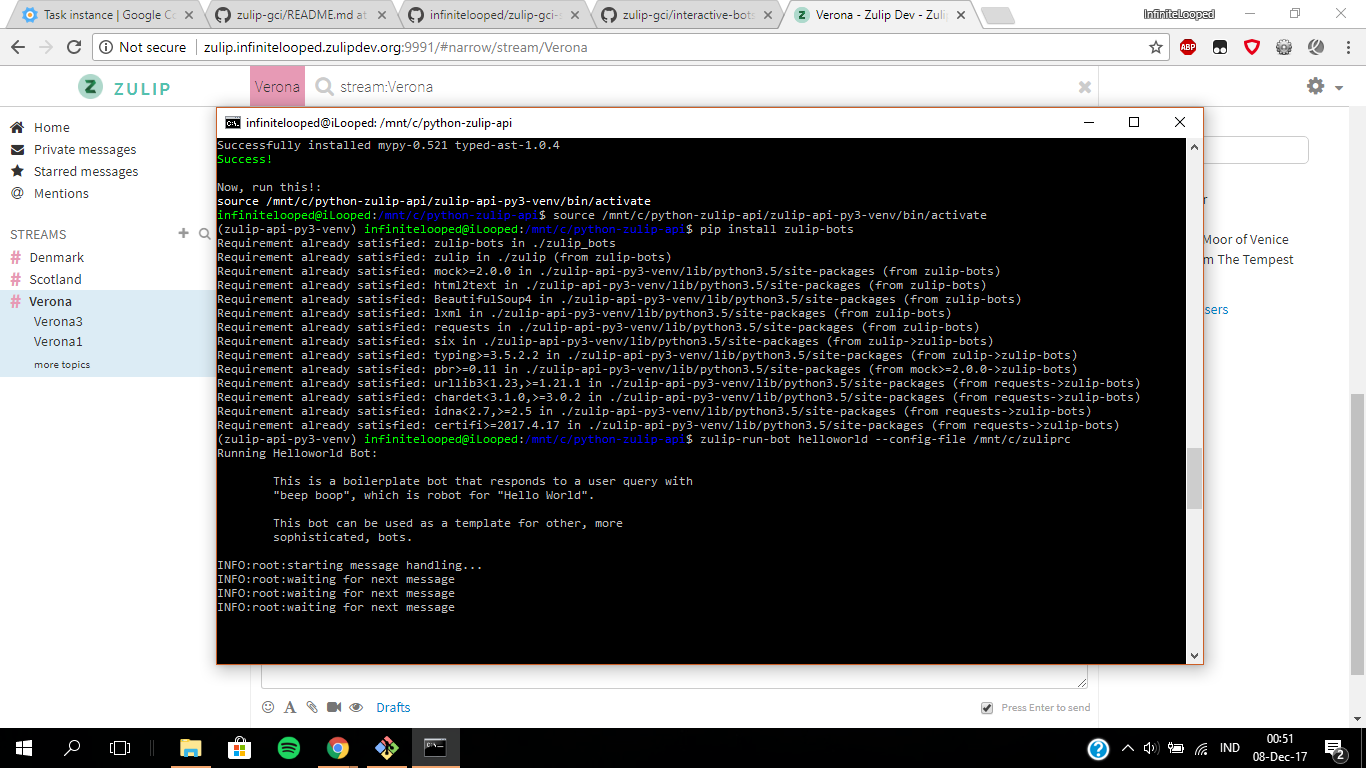 Task instance | Google Co
zulip-gci/README.md at
infinitelooped/zulip-gci-s
zulip-gci/interactive-bots
Verona - Zulip Dev - Zulip
InfiniteLooped
Not secure
zulip.infinitelooped.zulipdev.org:9991/#narrow/stream/Verona
ABP
ZULIP
Verona
stream:Verona
Home
Private messages
Starred messages
Mentions
STREAMS
# Denmark
# Scotland
# Verona
Verona3
Verona1
more topics
infinitelooped@iLooped: /mnt/c/python-zulip-api
Successfully installed mypy-0.521 typed-ast-1.0.4
Success!
Now, run this!:
source /mnt/c/python-zulip-api/zulip-api-py3-venv/bin/activate
infinitelooped@iLooped:/mnt/c/python-zulip-api$ source /mnt/c/python-zulip-api/zulip-api-py3-venv/bin/activate
(zulip-api-py3-venv) infinitelooped@iLooped:/mnt/c/python-zulip-api$ pip install zulip-bots
Requirement already satisfied: zulip-bots in ./zulip_bots
Requirement already satisfied: zulip in ./zulip (from zulip-bots)
Requirement already satisfied: mock>=2.0.0 in ./zulip-api-py3-venv/lib/python3.5/site-packages (from zulip-bots)
Requirement already satisfied: html2text in ./zulip-api-py3-venv/lib/python3.5/site-packages (from zulip-bots)
Requirement already satisfied: BeautifulSoup4 in ./zulip-api-py3-venv/lib/python3.5/site-packages (from zulip-bots)
Requirement already satisfied: lxml in ./zulip-api-py3-venv/lib/python3.5/site-packages (from zulip-bots)
Requirement already satisfied: requests in ./zulip-api-py3-venv/lib/python3.5/site-packages (from zulip-bots)
Requirement already satisfied: six in ./zulip-api-py3-venv/lib/python3.5/site-packages (from zulip->zulip-bots)
Requirement already satisfied: typing>=3.5.2.2 in ./zulip-api-py3-venv/lib/python3.5/site-packages (from zulip->zulip-bots)
Requirement already satisfied: pbr>=0.11 in ./zulip-api-py3-venv/lib/python3.5/site-packages (from mock>=2.0.0->zulip-bots)
Requirement already satisfied: urllib3<1.23,>=1.21.1 in ./zulip-api-py3-venv/lib/python3.5/site-packages (from requests->zulip-bots)
Requirement already satisfied: chardet<3.1.0,>=3.0.2 in ./zulip-api-py3-venv/lib/python3.5/site-packages (from requests->zulip-bots)
Requirement already satisfied: idna<2.7,>=2.5 in ./zulip-api-py3-venv/lib/python3.5/site-packages (from requests->zulip-bots)
Requirement already satisfied: certifi>=2017.4.17 in ./zulip-api-py3-venv/lib/python3.5/site-packages (from requests->zulip-bots)
(zulip-api-py3-venv) infinitelooped@iLooped:/mnt/c/python-zulip-api$ zulip-run-bot helloworld --config-file /mnt/c/zuliprc
Running Helloworld Bot:
This is a boilerplate bot that responds to a user query with
"beep boop", which is robot for "Hello World".
This bot can be used as a template for other, more
sophisticated, bots.
INFO:root:starting message handling...
INFO:root:waiting for next message
INFO:root:waiting for next message
INFO:root:waiting for next message
r
Moor of Venice
m The Tempest
sers
Drafts
Press Enter to send
IND
00:51
08-Dec-17
2